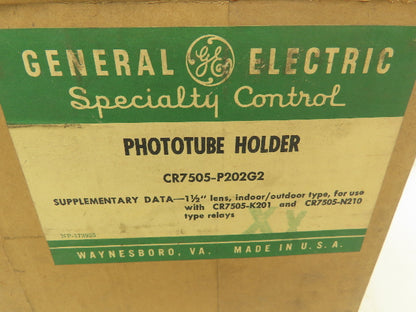 GENERAL GE ELECTRIC
Specialty Control
PHOTOTUBE HOLDER
CR7505-P202G2
SUPPLEMENTARY DATA—1½" lens, indoor/outdoor type, for use
with CR7505-K201 and CR7505-N210
type relays
WAYNESBORO, VA. MADE IN U.S.A.